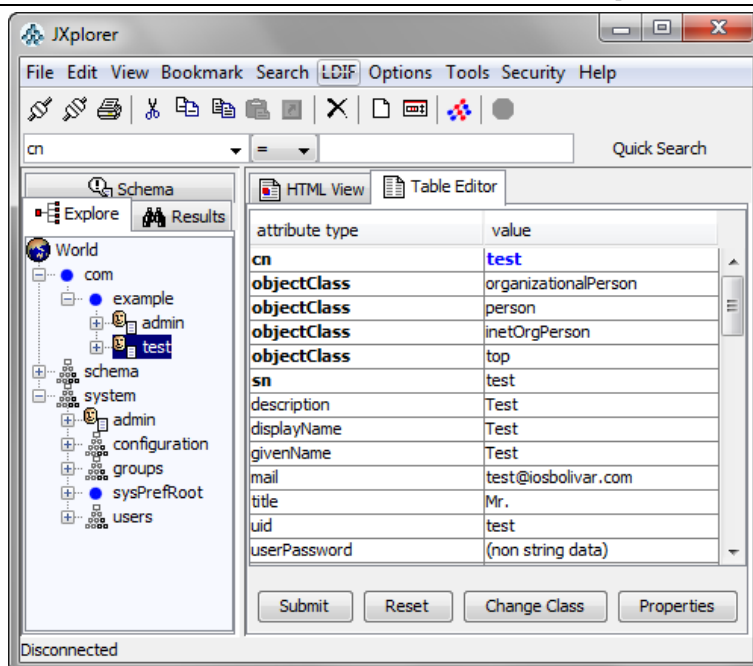 JXplorer
File Edit View Bookmark Search LDIF Options Tools Security Help
cn = Quick Search
Schema
Explore Results
World
com
example
admin
test
schema
system
admin
configuration
groups
sysPrefRoot
users
HTML View Table Editor
attribute type value
cn test
objectClass organizationalPerson
objectClass person
objectClass inetOrgPerson
objectClass top
sn test
description Test
displayName Test
givenName Test
mail test@iosbolivar.com
title Mr.
uid test
userPassword (non string data)
Submit Reset Change Class Properties
Disconnected